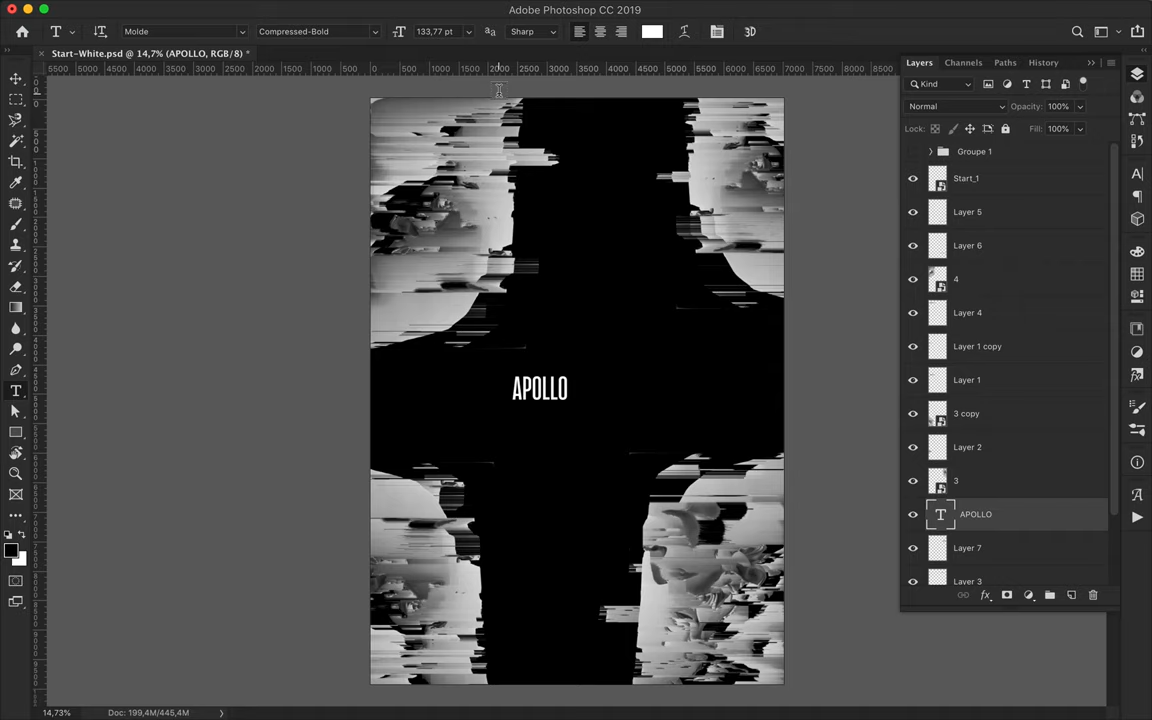 Adobe Photoshop CC 2019
Molde
Compressed-Bold
133,77 pt
Sharp
3D
Start-White.psd @ 14,7% (APOLLO, RGB/8) *
5500 5000 4500 4000 3500 3000 2500 2000 1500 1000 500 0 500 1000 1500 2000 2500 3000 3500 4000 4500 5000 5500 6000 6500 7000 7500 8000 8500
Layers Channels Paths History
Kind
Normal
Opacity: 100%
Lock:
Fill: 100%
Groupe 1
Start_1
Layer 5
Layer 6
4
Layer 4
Layer 1 copy
Layer 1
3 copy
Layer 2
3
APOLLO
Layer 7
Layer 3
APOLLO
14,73%
Doc: 199,4M/445,4M